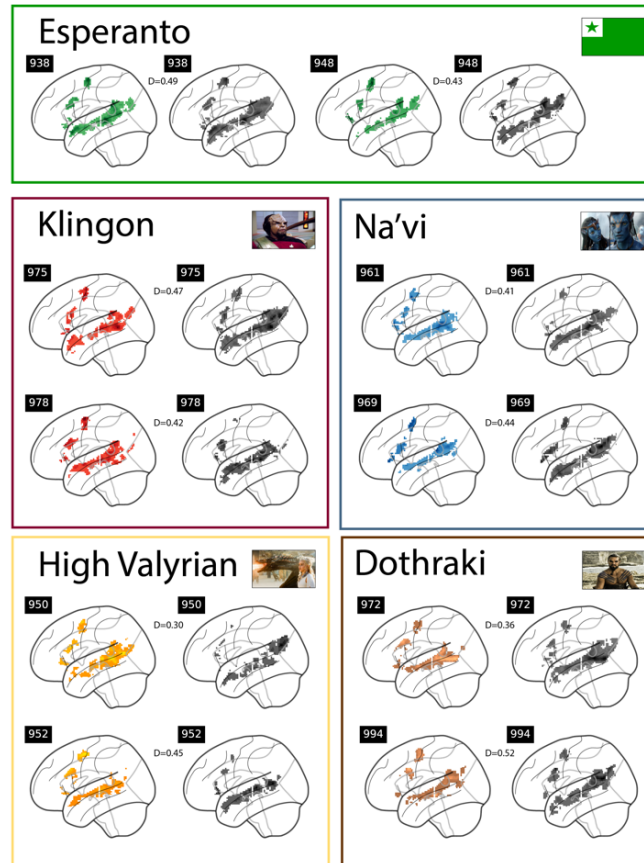 Esperanto
938
D=0.49
938
948
D=0.43
948
Klingon
975
D=0.47
975
978
D=0.42
978
Na'vi
961
D=0.41
961
969
D=0.44
969
High Valyrian
950
D=0.30
950
952
D=0.45
952
Dothraki
972
D=0.36
972
994
D=0.52
994